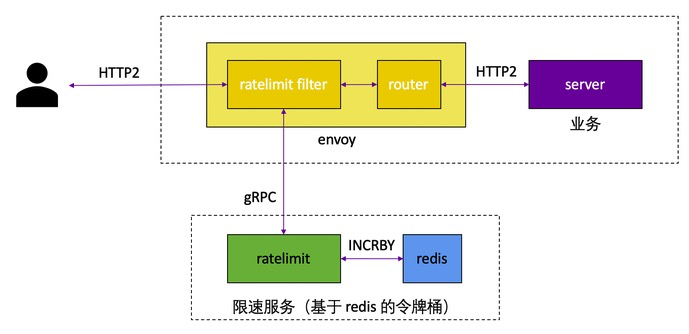 HTTP2
ratelimit filter
router
HTTP2
server
envoy
业务
gRPC
ratelimit
INCRBY
redis
限速服务（基于 redis 的令牌桶）